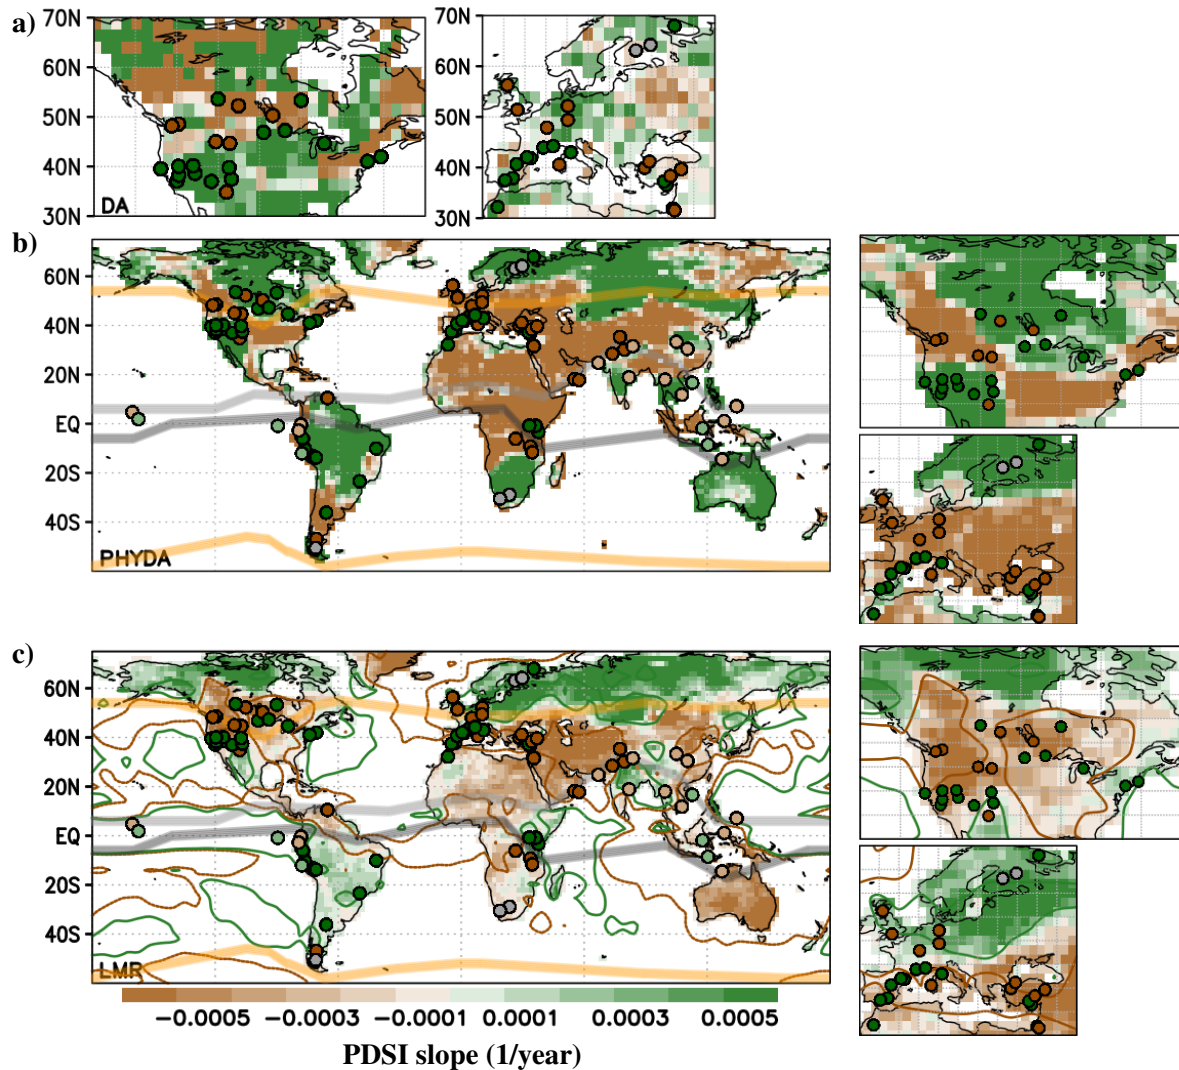 a)
70N
60N
50N
40N
30N
DA
70N
60N
50N
40N
30N
b)
60N
40N
20N
EQ
20S
40S
PHYDA
c)
60N
40N
20N
EQ
20S
40S
LMR
−0.0005 −0.0003 −0.0001 0.0001 0.0003 0.0005
PDSI slope (1/year)